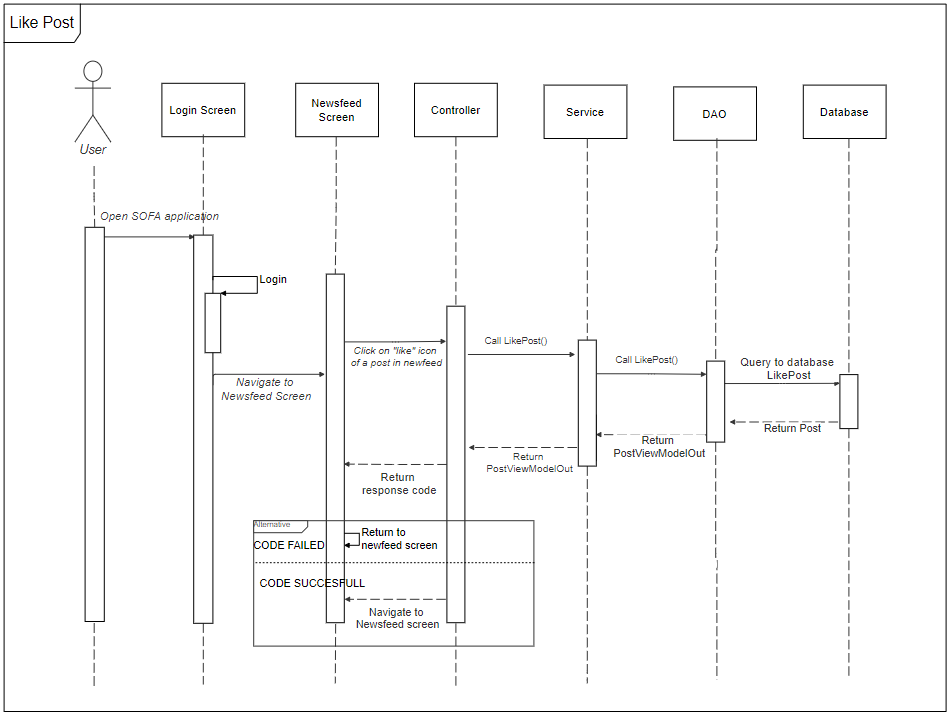 Like Post
User
Login Screen
Newsfeed
Screen
Controller
Service
DAO
Database
Open SOFA application
Login
Click on "like" icon
of a post in newfeed
Call LikePost()
Call LikePost()
Query to database
LikePost
Navigate to
Newsfeed Screen
Return Post
Return
PostViewModelOut
Return
PostViewModelOut
Return
response code
Alternative
CODE FAILED
Return to
newfeed screen
CODE SUCCESFULL
Navigate to
Newsfeed screen